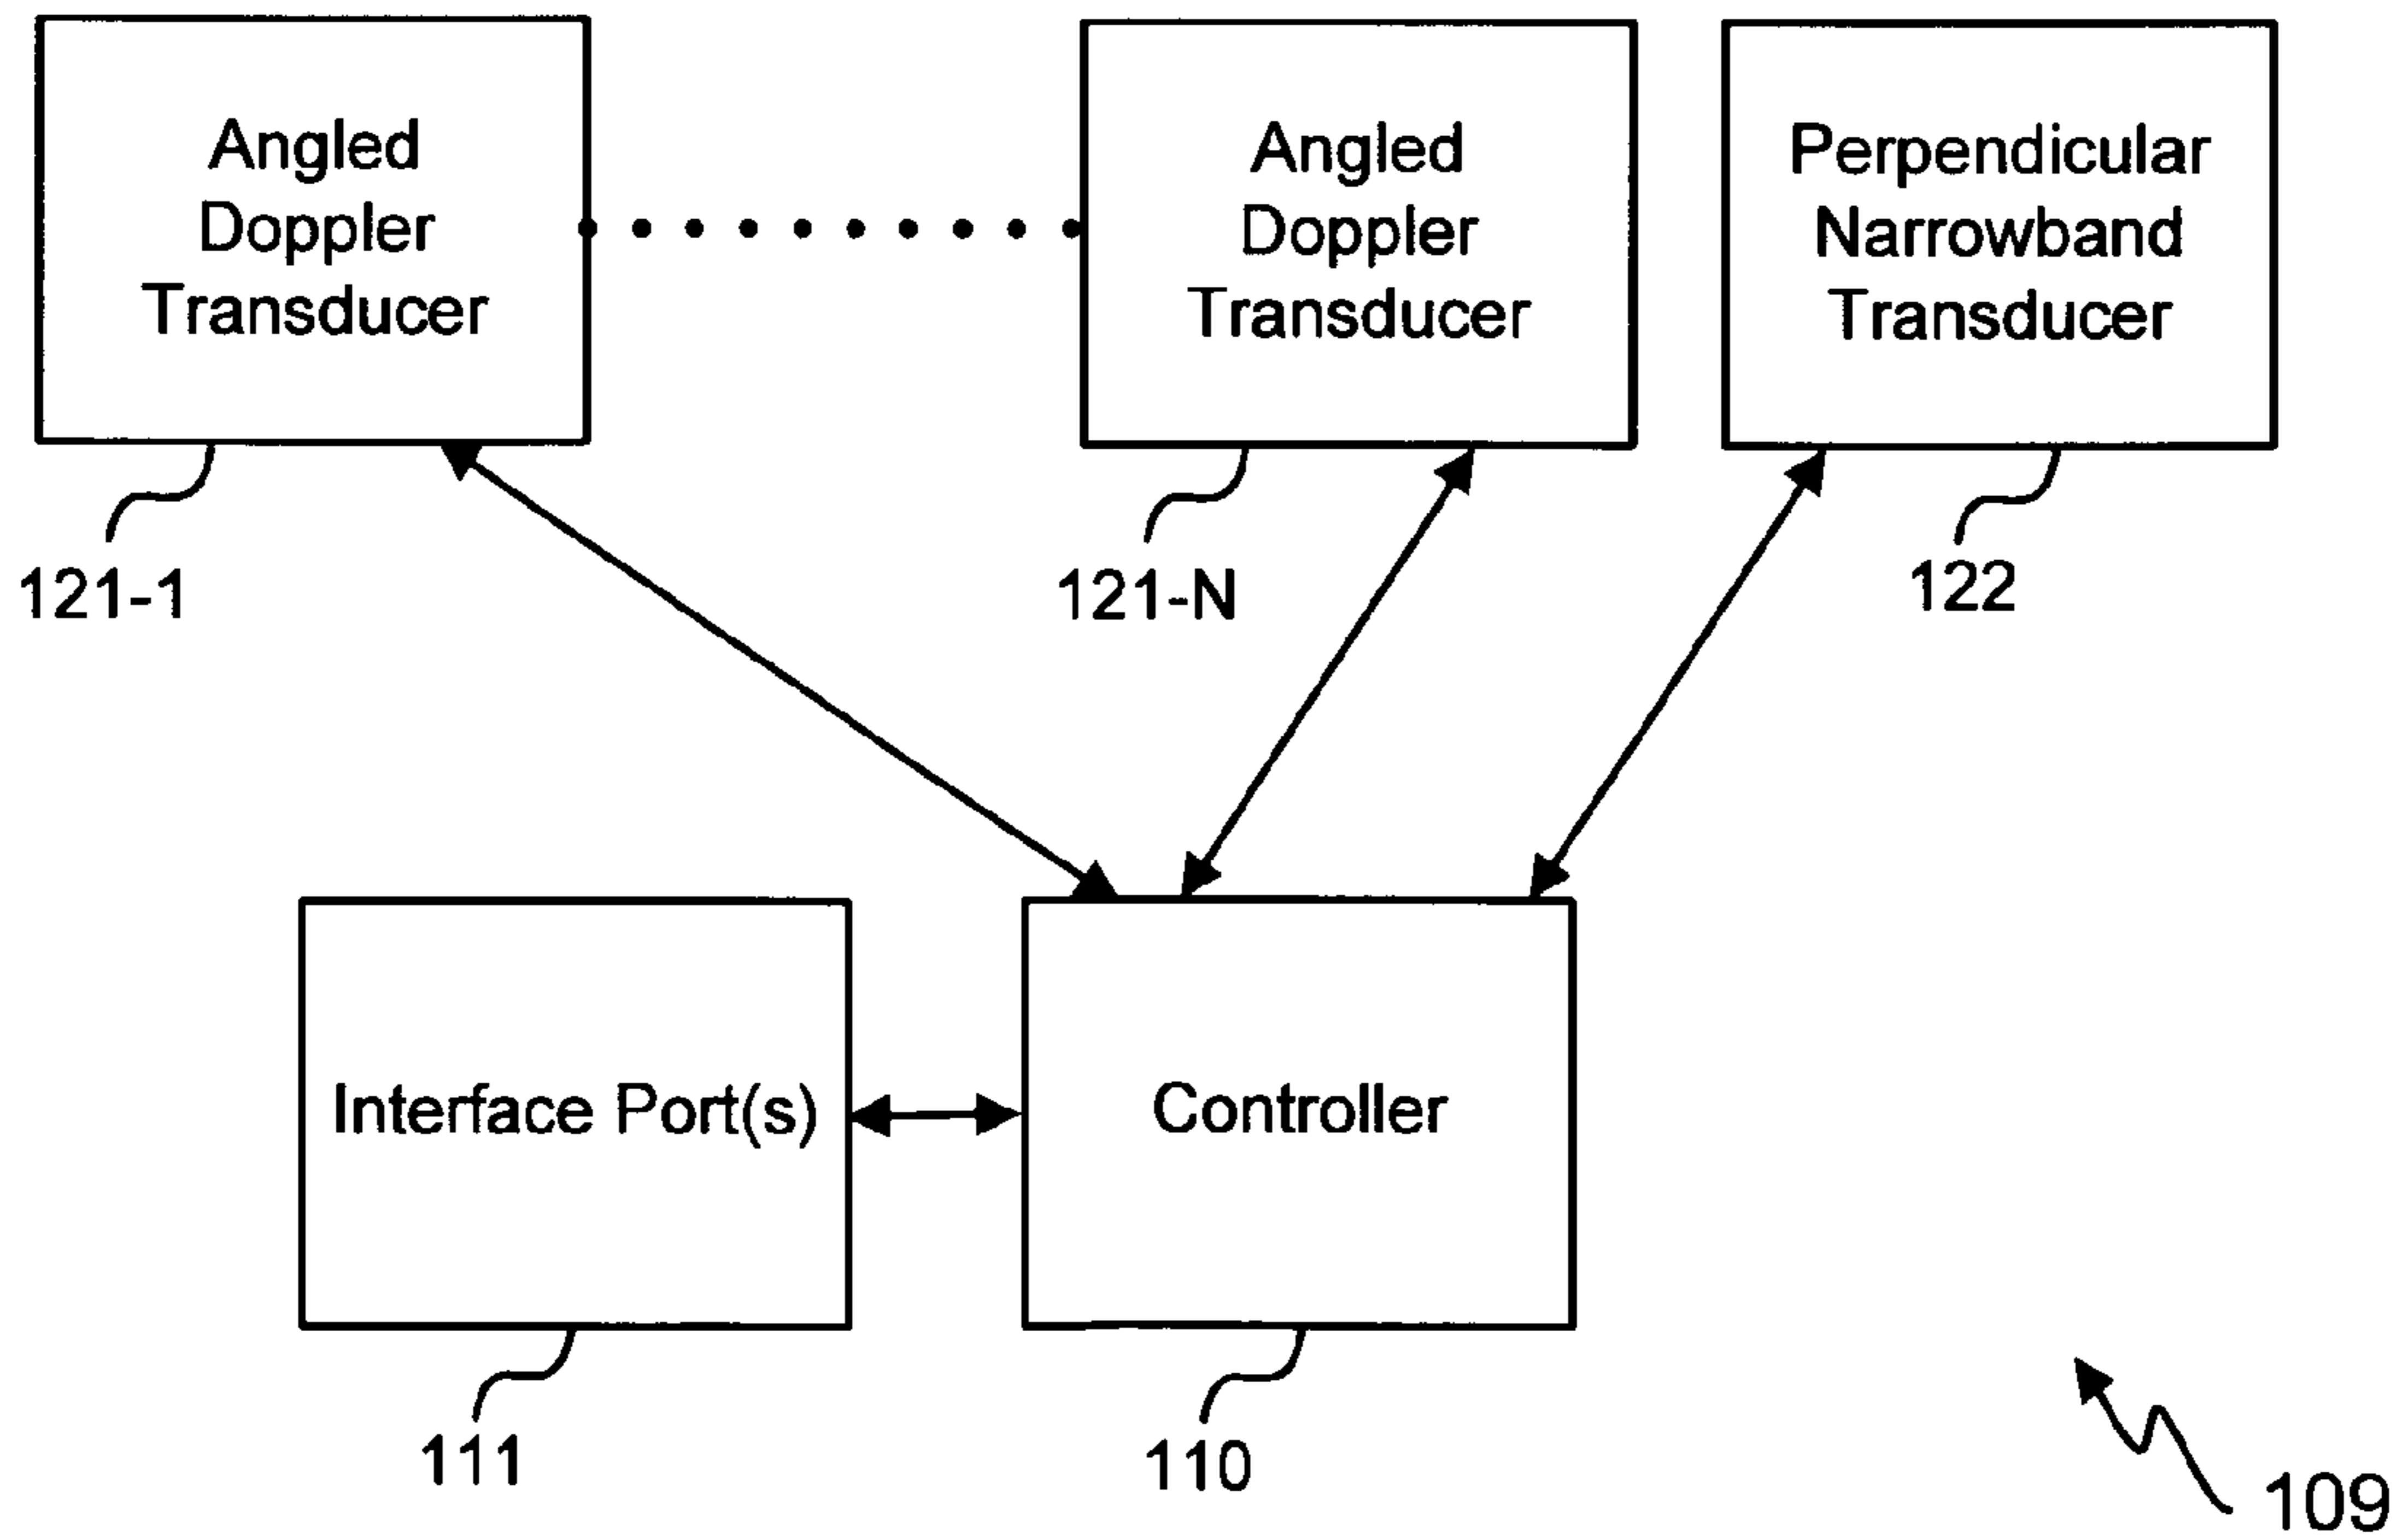 Angled
Doppler
Transducer
Angled
Doppler
Transducer
Perpendicular
Narrowband
Transducer
121-1
121-N
122
Interface Port(s)
Controller
111
110
109